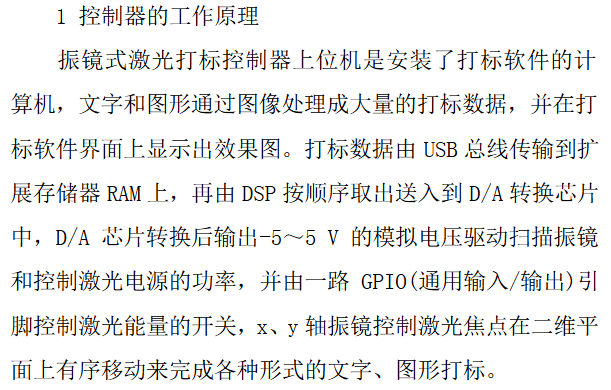 1 控制器的工作原理
振镜式激光打标控制器上位机是安装了打标软件的计
算机，文字和图形通过图像处理成大量的打标数据，并在打
标软件界面上显示出效果图。打标数据由 USB 总线传输到扩
展存储器 RAM 上，再由 DSP 按顺序取出送入到 D/A 转换芯片
中，D/A 芯片转换后输出-5～5 V 的模拟电压驱动扫描振镜
和控制激光电源的功率，并由一路 GPIO(通用输入/输出)引
脚控制激光能量的开关，x、y 轴振镜控制激光焦点在二维平
面上有序移动来完成各种形式的文字、图形打标。